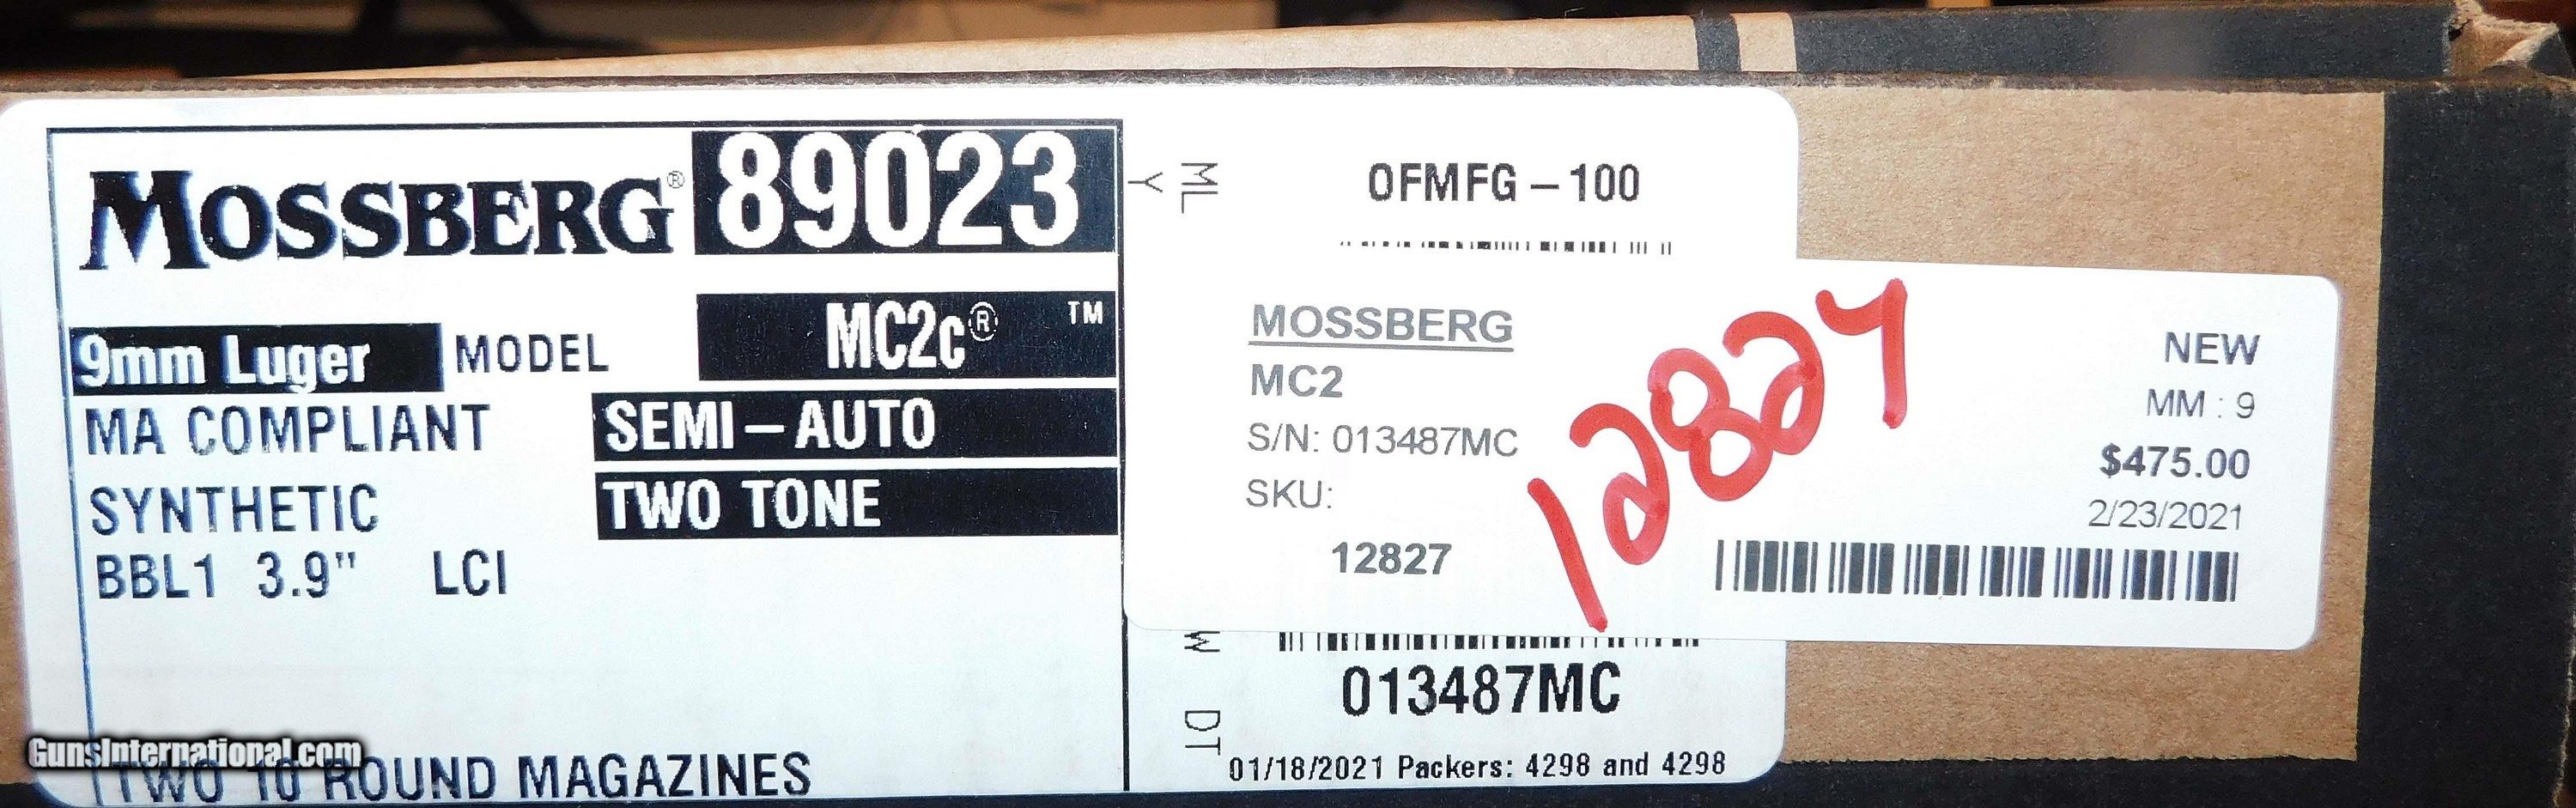 MOSSBERG® 89023
9mm Luger MODEL MC2c® ™
MA COMPLIANT SEMI-AUTO
SYNTHETIC TWO TONE
BBL1 3.9" LCI
TWO 10 ROUND MAGAZINES
Y
ML
OFMFG-100
MOSSBERG
MC2
S/N: 013487MC
SKU:
12827
12827
NEW
MM : 9
$475.00
2/23/2021
W
DT
013487MC
01/18/2021 Packers: 4298 and 4298
GunsInternational.com